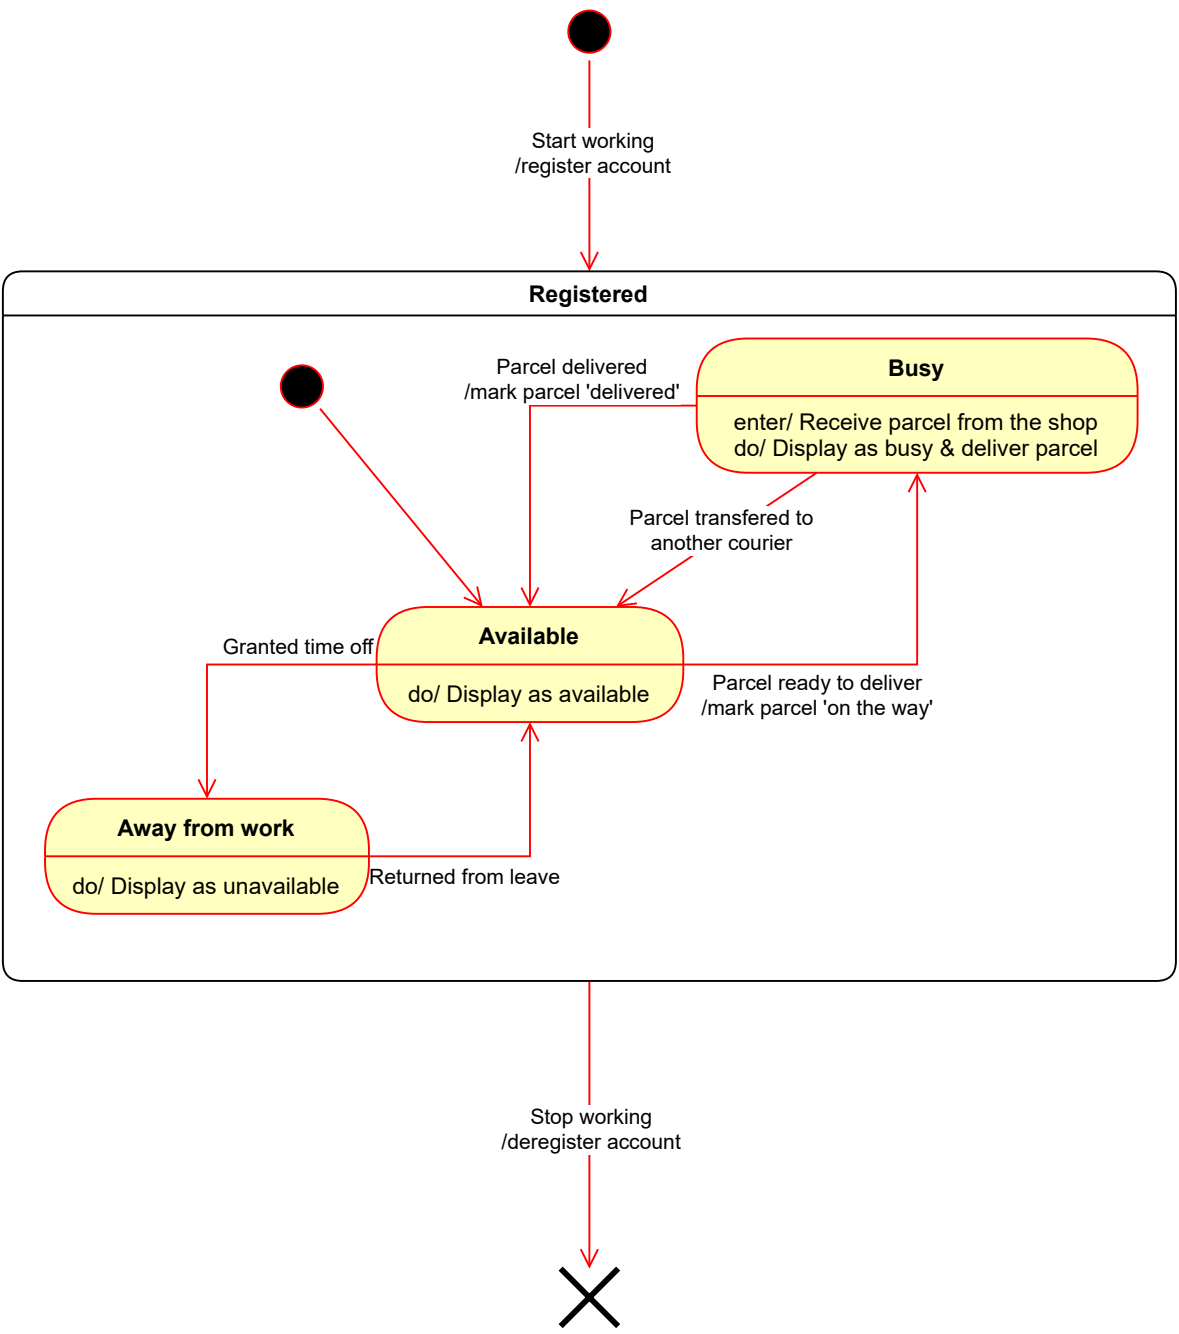 Start working
/register account
Registered
Parcel delivered
/mark parcel 'delivered'
Busy
enter/ Receive parcel from the shop
do/ Display as busy & deliver parcel
Parcel transfered to
another courier
Granted time off
Available
do/ Display as available
Parcel ready to deliver
/mark parcel 'on the way'
Away from work
do/ Display as unavailable
Returned from leave
Stop working
/deregister account